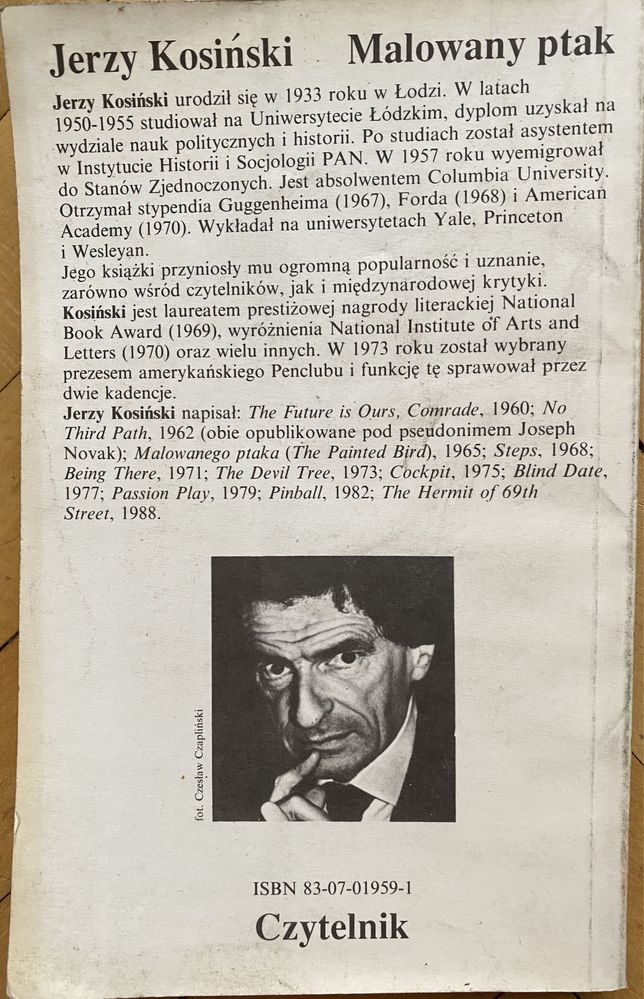 Jerzy Kosiński Malowany ptak
Jerzy Kosiński urodził się w 1933 roku w Łodzi. W latach
1950-1955 studiował na Uniwersytecie Łódzkim, dyplom uzyskał na
wydziale nauk politycznych i historii. Po studiach został asystentem
w Instytucie Historii i Socjologii PAN. W 1957 roku wyemigrował
do Stanów Zjednoczonych. Jest absolwentem Columbia University.
Otrzymał stypendia Guggenheima (1967), Forda (1968) i American
Academy (1970). Wykładał na uniwersytetach Yale, Princeton
i Wesleyan.
Jego książki przyniosły mu ogromną popularność i uznanie,
zarówno wśród czytelników, jak i międzynarodowej krytyki.
Kosiński jest laureatem prestiżowej nagrody literackiej National
Book Award (1969), wyróżnienia National Institute of Arts and
Letters (1970) oraz wielu innych. W 1973 roku został wybrany
prezesem amerykańskiego Penclubu i funkcję tę sprawował przez
dwie kadencje.
Jerzy Kosiński napisał: The Future is Ours, Comrade, 1960; No
Third Path, 1962 (obie opublikowane pod pseudonimem Joseph
Novak); Malowanego ptaka (The Painted Bird), 1965; Steps, 1968;
Being There, 1971; The Devil Tree, 1973; Cockpit, 1975; Blind Date,
1977; Passion Play, 1979; Pinball, 1982; The Hermit of 69th
Street, 1988.
fot. Czesław Czapliński
ISBN 83-07-01959-1
Czytelnik